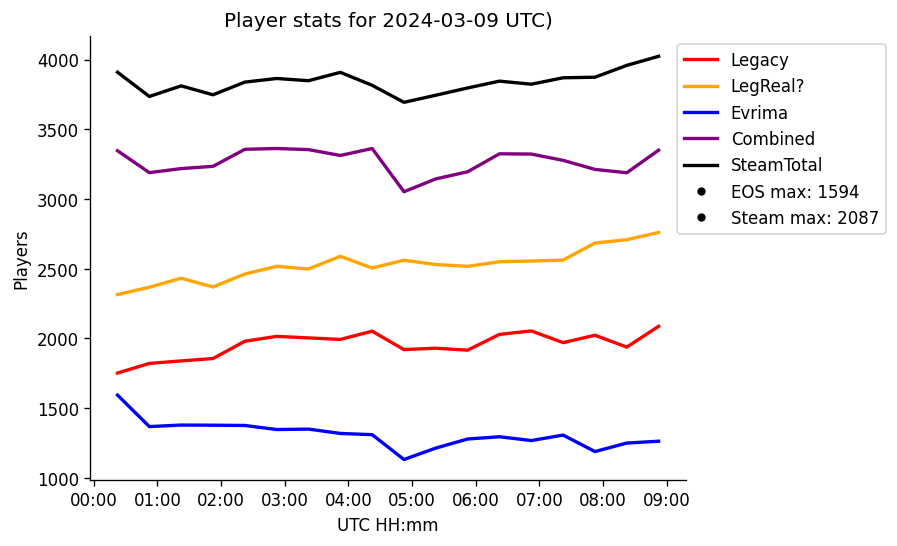 Player stats for 2024-03-09 UTC)
4000
3500
3000
2500
2000
1500
1000
Players
00:00 01:00 02:00 03:00 04:00 05:00 06:00 07:00 08:00 09:00
UTC HH:mm
Legacy
LegReal?
Evrima
Combined
SteamTotal
EOS max: 1594
Steam max: 2087